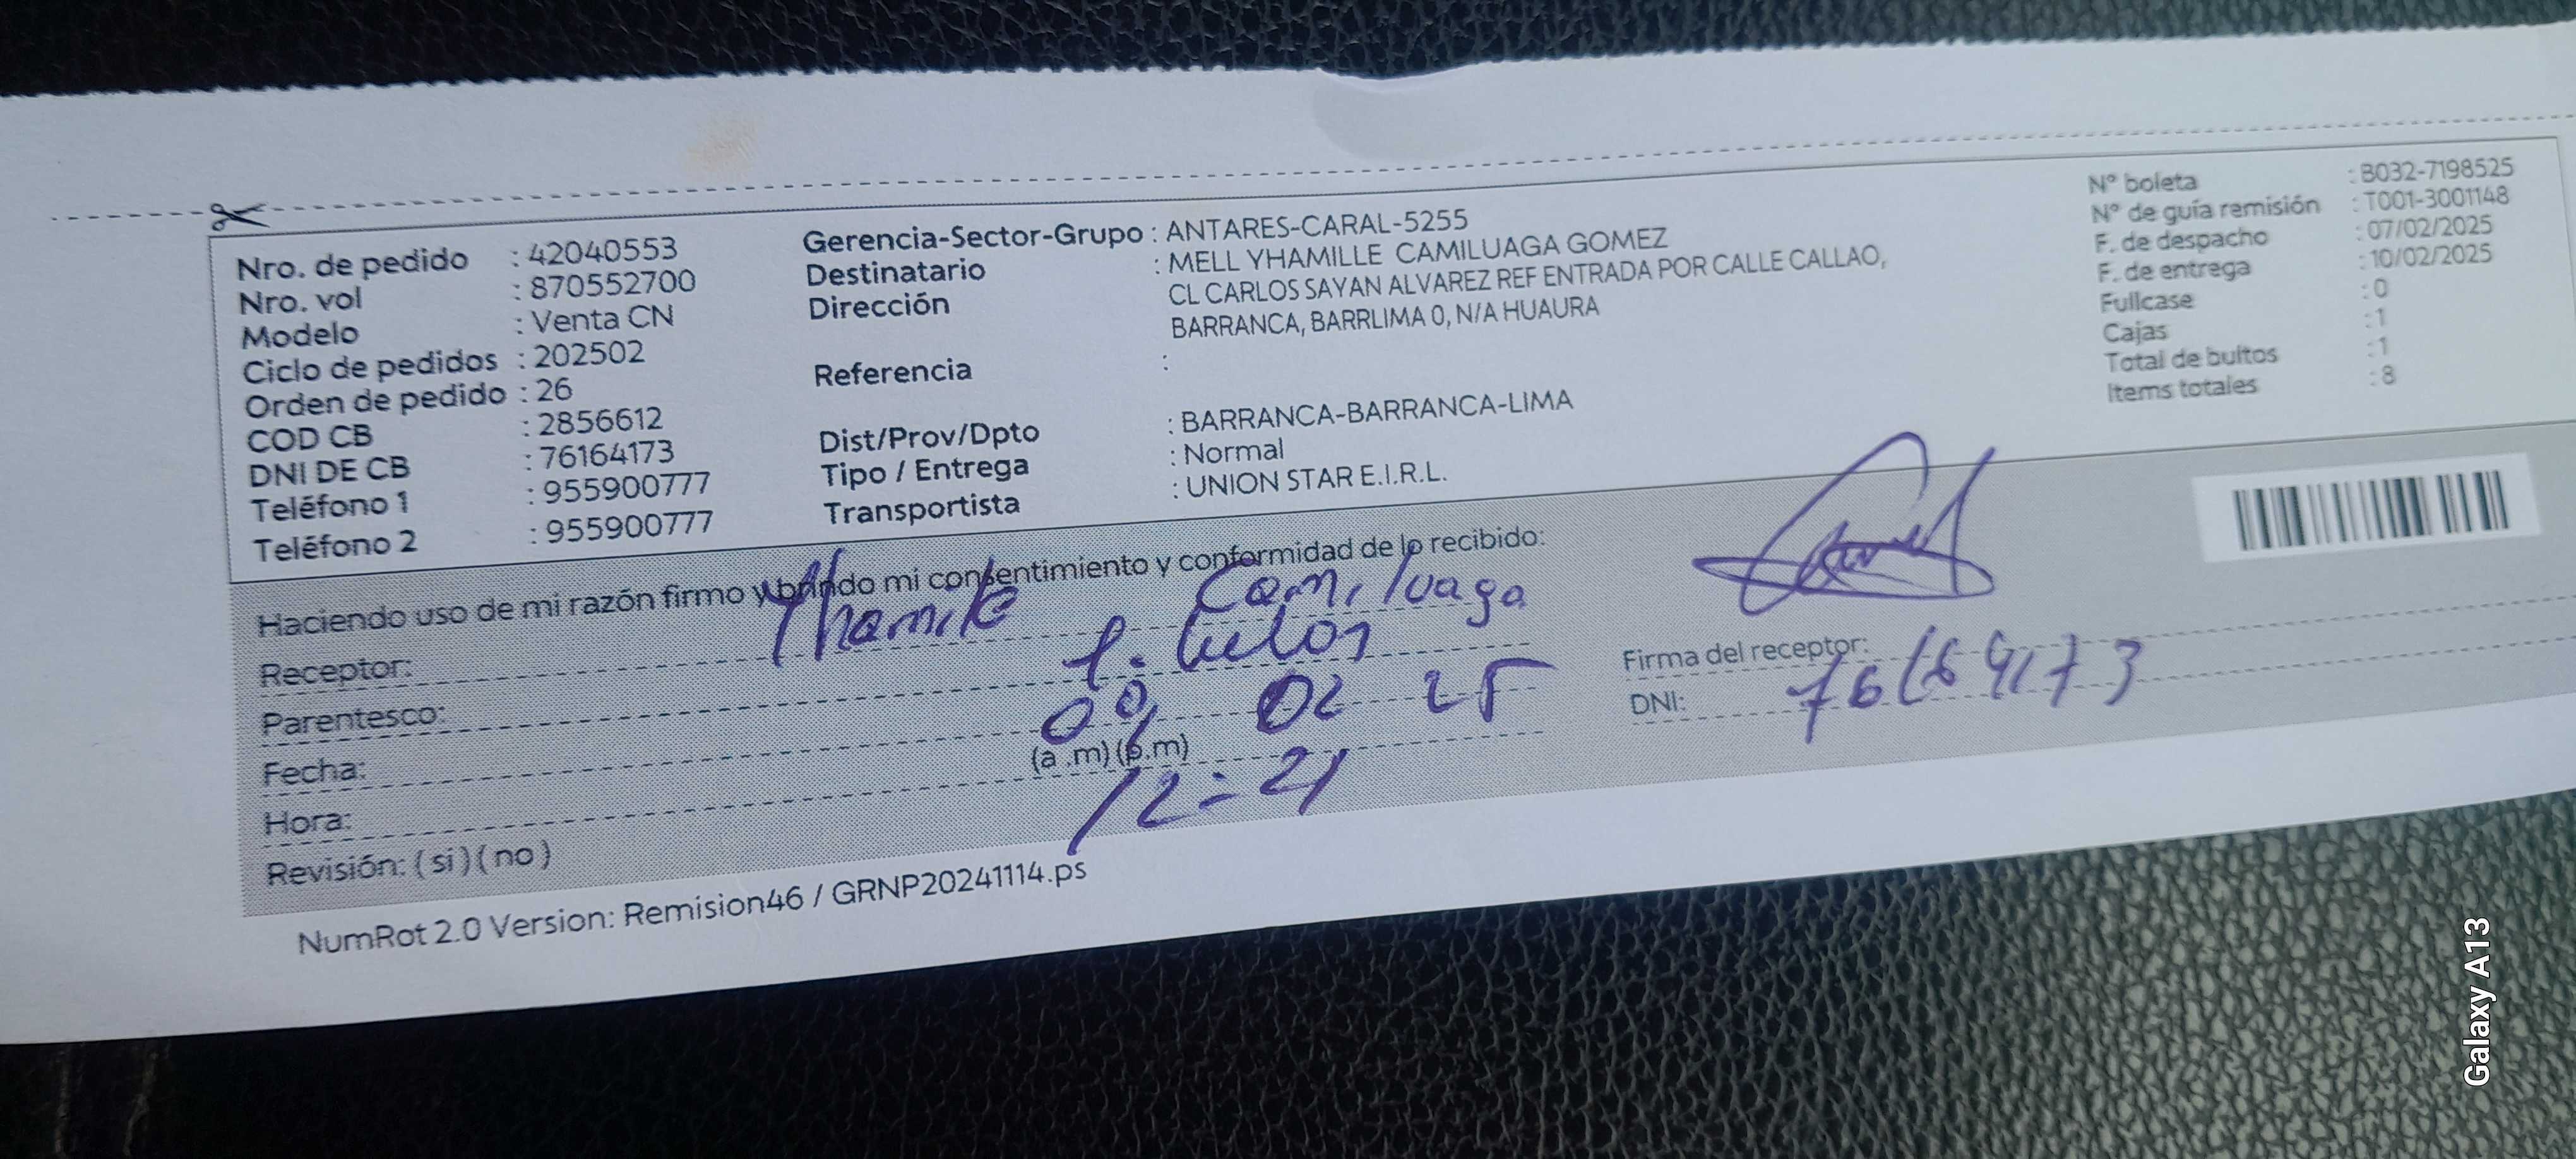 Nro. de pedido : 42040553
Nro. vol : 870552700
Modelo : Venta CN
Ciclo de pedidos : 202502
Orden de pedido : 26
COD CB : 2856612
DNI DE CB : 76164173
Teléfono 1 : 955900777
Teléfono 2 : 955900777
Gerencia-Sector-Grupo : ANTARES-CARAL-5255
Destinatario : MELL YHAMILLE CAMILUAGA GOMEZ
Dirección : CL CARLOS SAYAN ALVAREZ REF ENTRADA POR CALLE CALLAO,
BARRANCA, BARRLIMA 0, N/A HUAURA
Referencia :
Dist/Prov/Dpto : BARRANCA-BARRANCA-LIMA
Tipo / Entrega : Normal
Transportista : UNION STAR E.I.R.L.
N° boleta : B032-7198525
N° de guía remisión : T001-3001148
F. de despacho : 07/02/2025
F. de entrega : 10/02/2025
Fullcase : 0
Cajas : 1
Total de bultos : 1
Items totales : 8
Haciendo uso de mi razón firmo y brindo mi consentimiento y conformidad de lo recibido:
Receptor: Camiluaga
Parentesco:
Fecha: 02 25
(a .m) (p.m)
Hora: 12:21
Revisión: ( si ) ( no )
Firma del receptor:
DNI:
NumRot 2.0 Version: Remision46 / GRNP20241114.ps
Galaxy A13